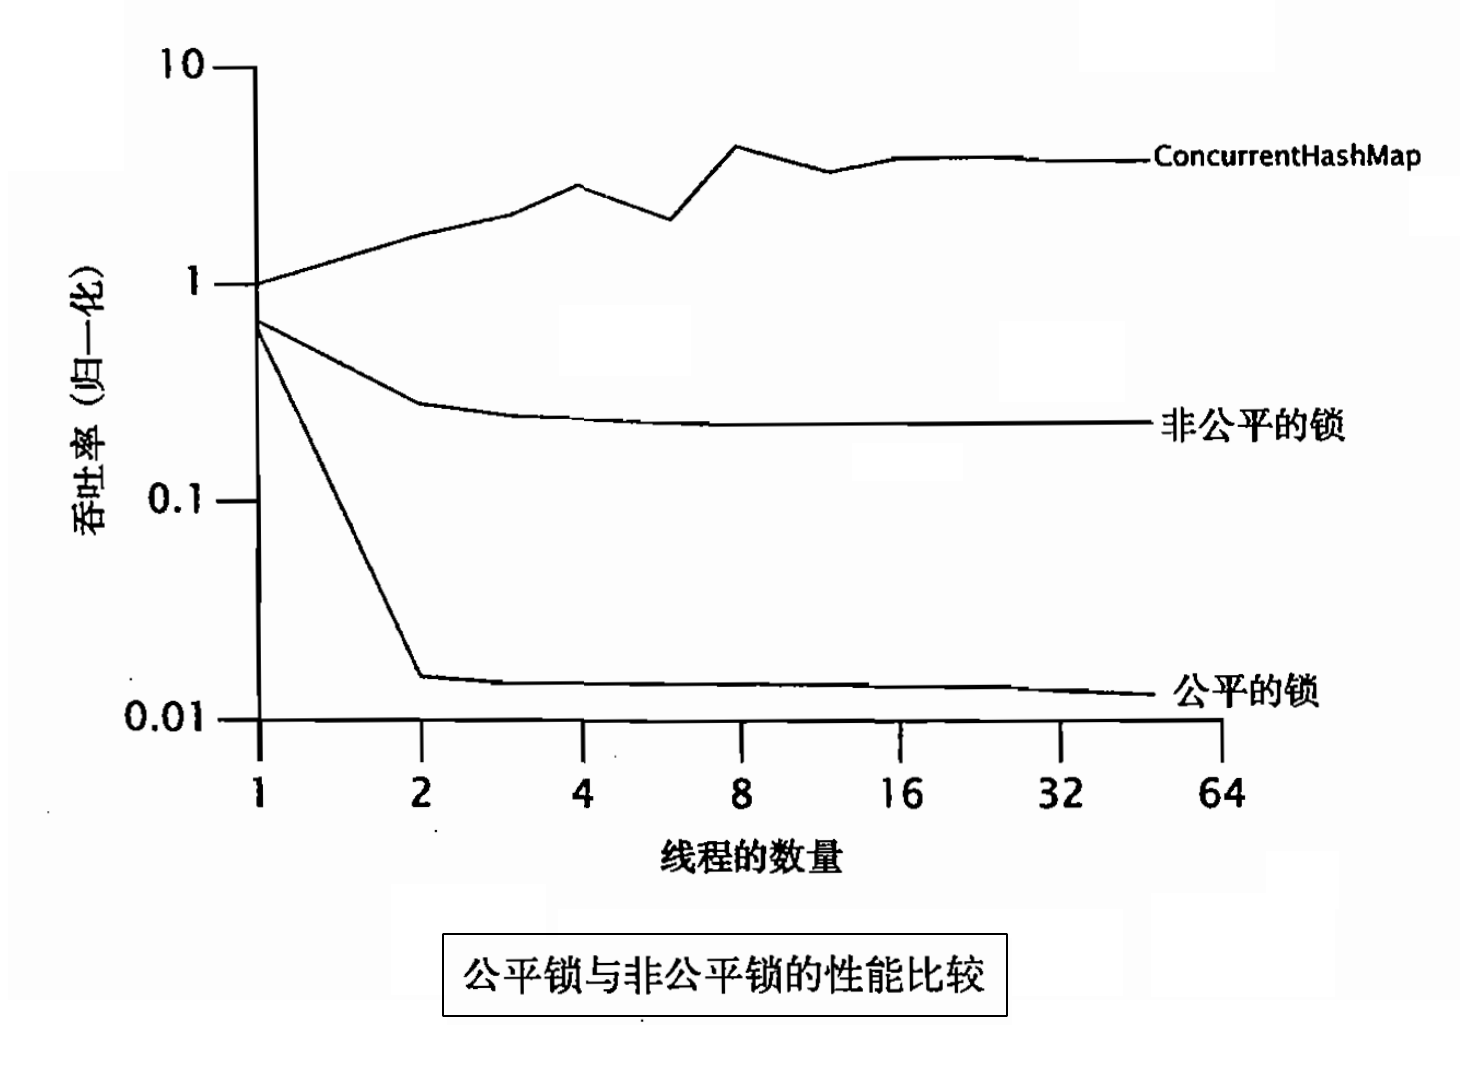 10
ConcurrentHashMap
1
吞吐率（归一化）
非公平的锁
0.1
公平的锁
0.01
1 2 4 8 16 32 64
线程的数量
公平锁与非公平锁的性能比较